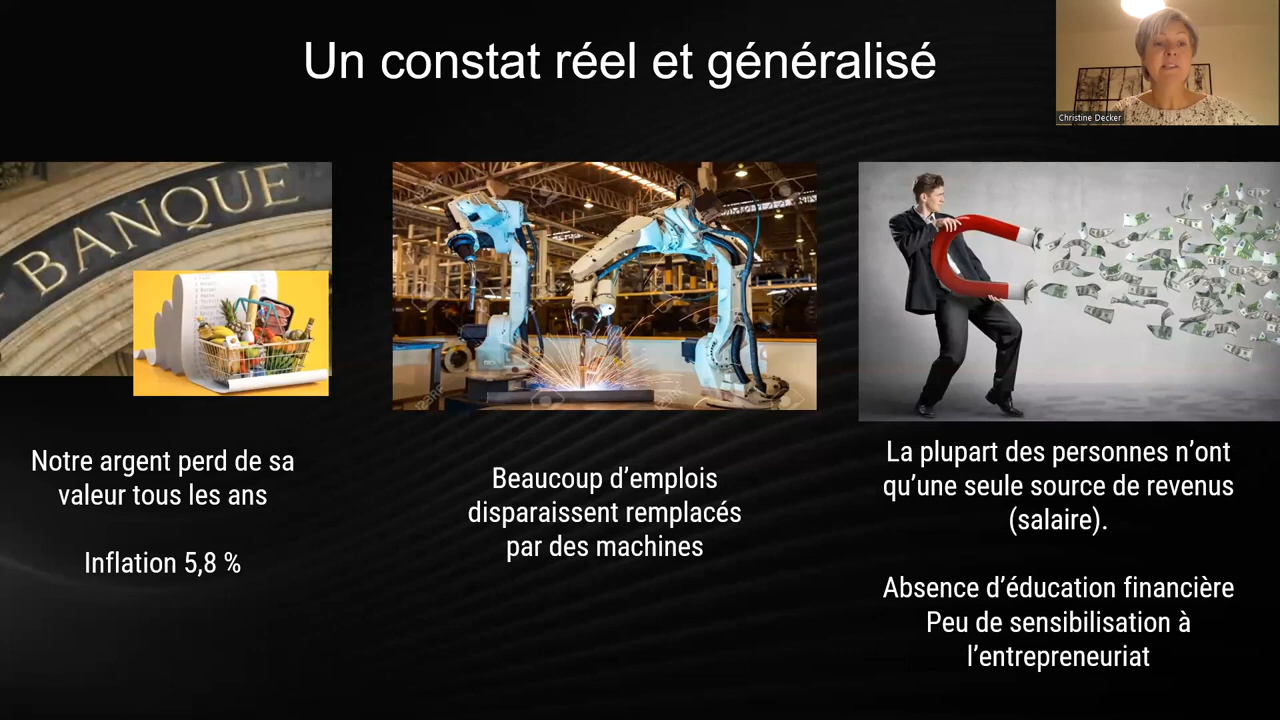 Un constat réel et généralisé
Christine Decker
BANQUE
Notre argent perd de sa
valeur tous les ans
Inflation 5,8 %
Beaucoup d’emplois
disparaissent remplacés
par des machines
La plupart des personnes n’ont
qu’une seule source de revenus
(salaire).
Absence d’éducation financière
Peu de sensibilisation à
l’entrepreneuriat